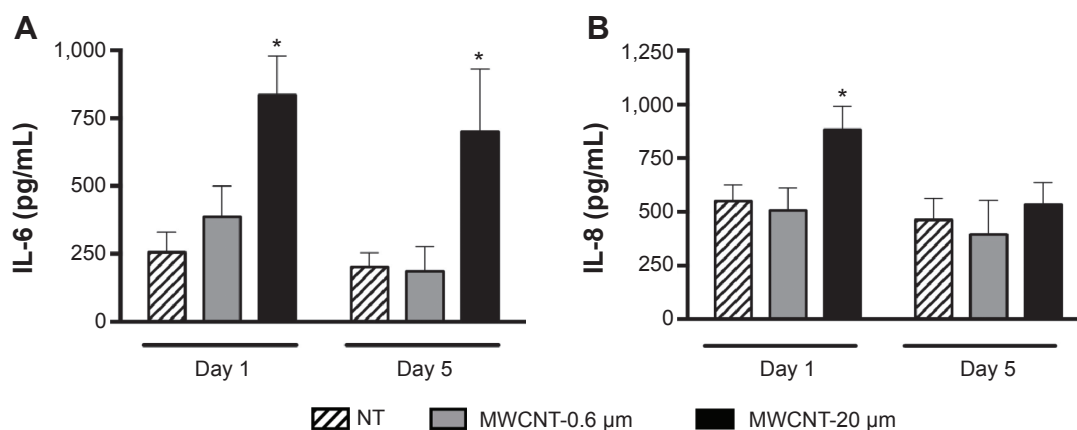 A
IL-6 (pg/mL)
1,000
750
500
250
0
*
*
Day 1
Day 5
B
IL-8 (pg/mL)
1,250
1,000
750
500
250
0
*
Day 1
Day 5
NT
MWCNT-0.6 µm
MWCNT-20 µm